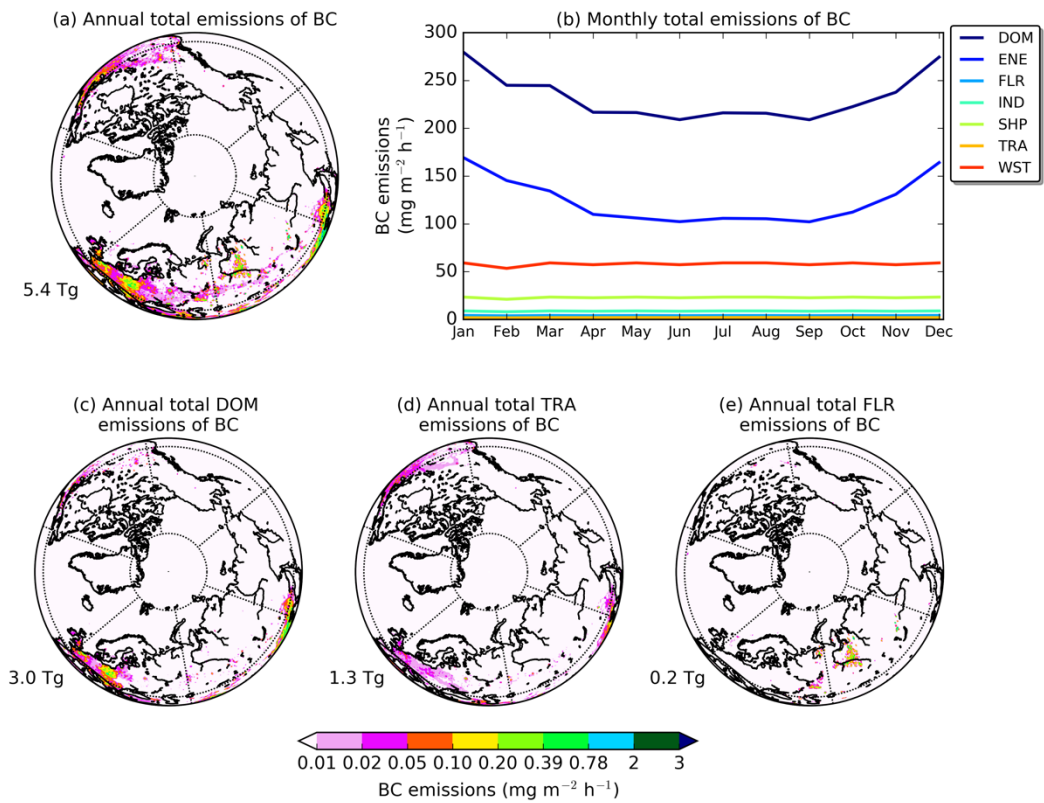 (a) Annual total emissions of BC
5.4 Tg
(b) Monthly total emissions of BC
BC emissions
(mg m⁻² h⁻¹)
300
250
200
150
100
50
0
Jan Feb Mar Apr May Jun Jul Aug Sep Oct Nov Dec
DOM
ENE
FLR
IND
SHP
TRA
WST
(c) Annual total DOM
emissions of BC
3.0 Tg
(d) Annual total TRA
emissions of BC
1.3 Tg
(e) Annual total FLR
emissions of BC
0.2 Tg
0.01 0.02 0.05 0.10 0.20 0.39 0.78 2 3
BC emissions (mg m⁻² h⁻¹)